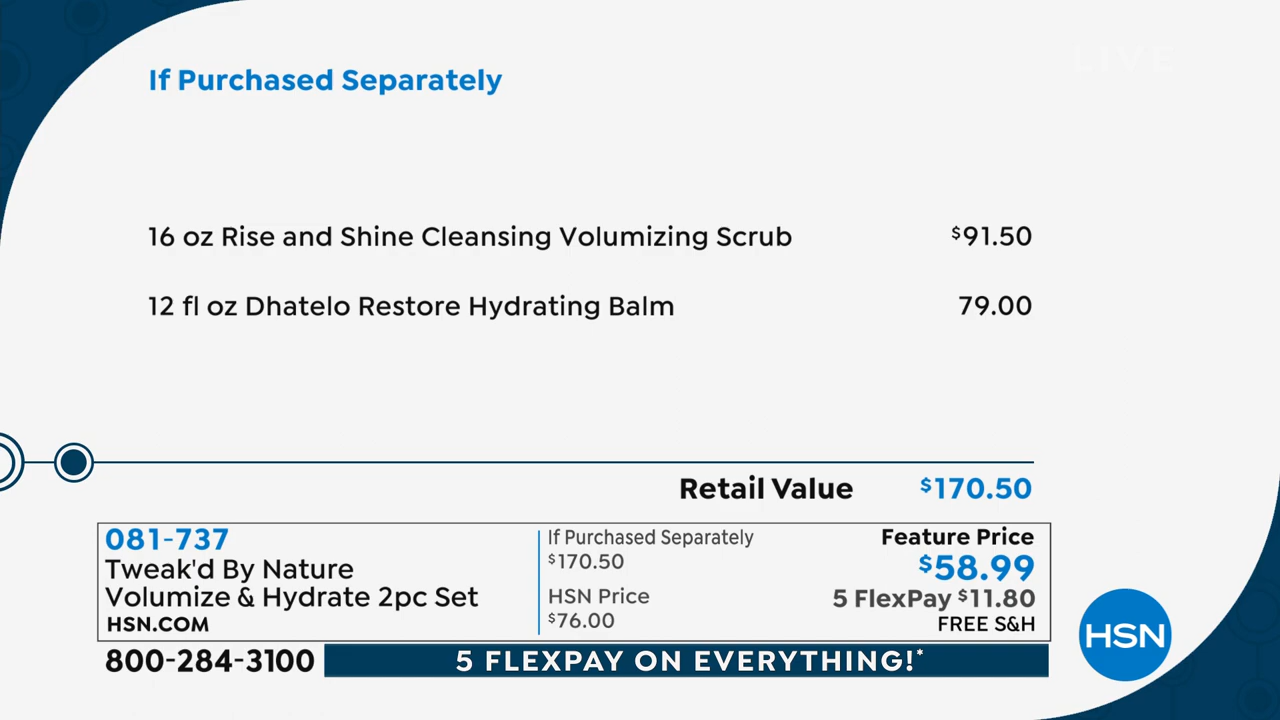 LIVE
If Purchased Separately
16 oz Rise and Shine Cleansing Volumizing Scrub $91.50
12 fl oz Dhatelo Restore Hydrating Balm 79.00
Retail Value $170.50
081-737
Tweak'd By Nature
Volumize & Hydrate 2pc Set
HSN.COM
If Purchased Separately
$170.50
HSN Price
$76.00
Feature Price
$58.99
5 FlexPay $11.80
FREE S&H
HSN
800-284-3100
5 FLEXPAY ON EVERYTHING!*